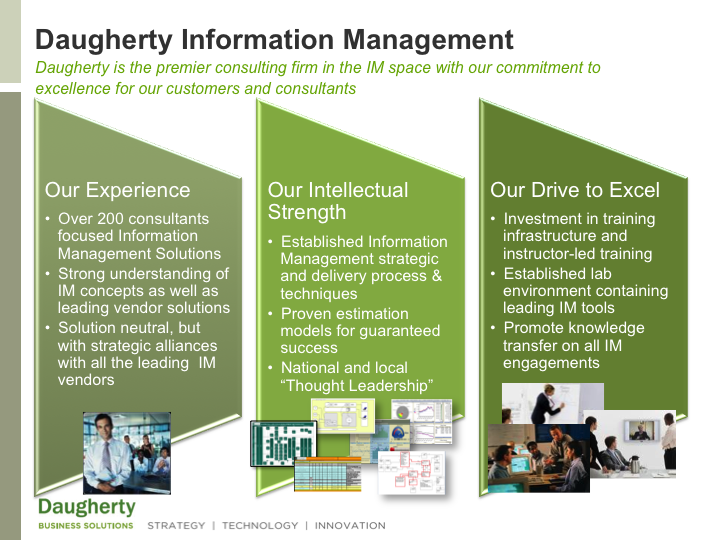 Daugherty Information Management
Daugherty is the premier consulting firm in the IM space with our commitment to
excellence for our customers and consultants
Our Experience
• Over 200 consultants
focused Information
Management Solutions
• Strong understanding of
IM concepts as well as
leading vendor solutions
• Solution neutral, but
with strategic alliances
with all the leading IM
vendors
Our Intellectual
Strength
• Established Information
Management strategic
and delivery process &
techniques
• Proven estimation
models for guaranteed
success
• National and local
“Thought Leadership”
Our Drive to Excel
• Investment in training
infrastructure and
instructor-led training
• Established lab
environment containing
leading IM tools
• Promote knowledge
transfer on all IM
engagements
Daugherty
BUSINESS SOLUTIONS
STRATEGY | TECHNOLOGY | INNOVATION